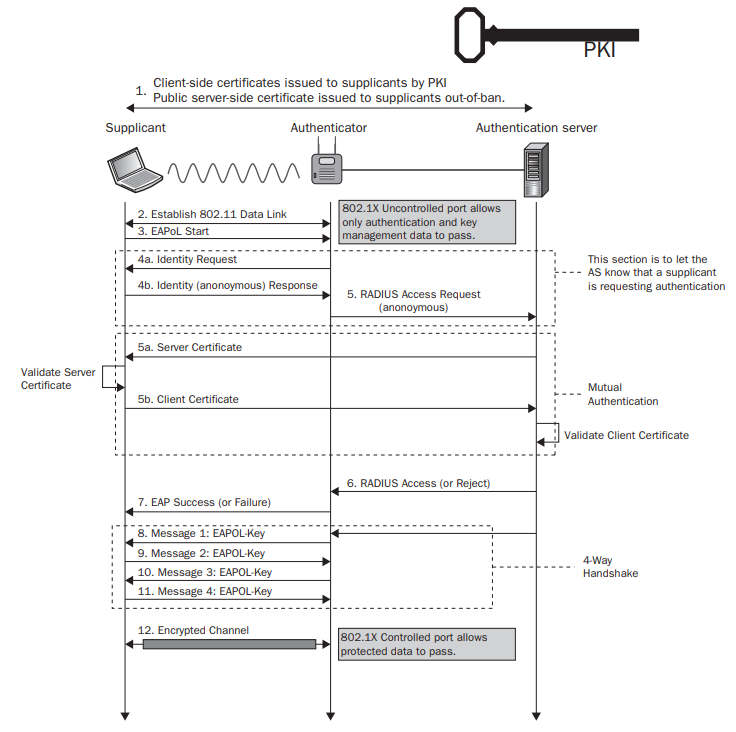 PKI
1. Client-side certificates issued to supplicants by PKI
Public server-side certificate issued to supplicants out-of-ban.
Supplicant
Authenticator
Authentication server
2. Establish 802.11 Data Link
3. EAPoL Start
802.1X Uncontrolled port allows
only authentication and key
management data to pass.
4a. Identity Request
4b. Identity (anonoymous) Response
5. RADIUS Access Request
(anonoymous)
This section is to let the
AS know that a supplicant
is requesting authentication
5a. Server Certificate
Validate Server
Certificate
5b. Client Certificate
Mutual
Authentication
Validate Client Certificate
6. RADIUS Access (or Reject)
7. EAP Success (or Failure)
8. Message 1: EAPOL-Key
9. Message 2: EAPOL-Key
10. Message 3: EAPOL-Key
11. Message 4: EAPOL-Key
4-Way
Handshake
12. Encrypted Channel
802.1X Controlled port allows
protected data to pass.